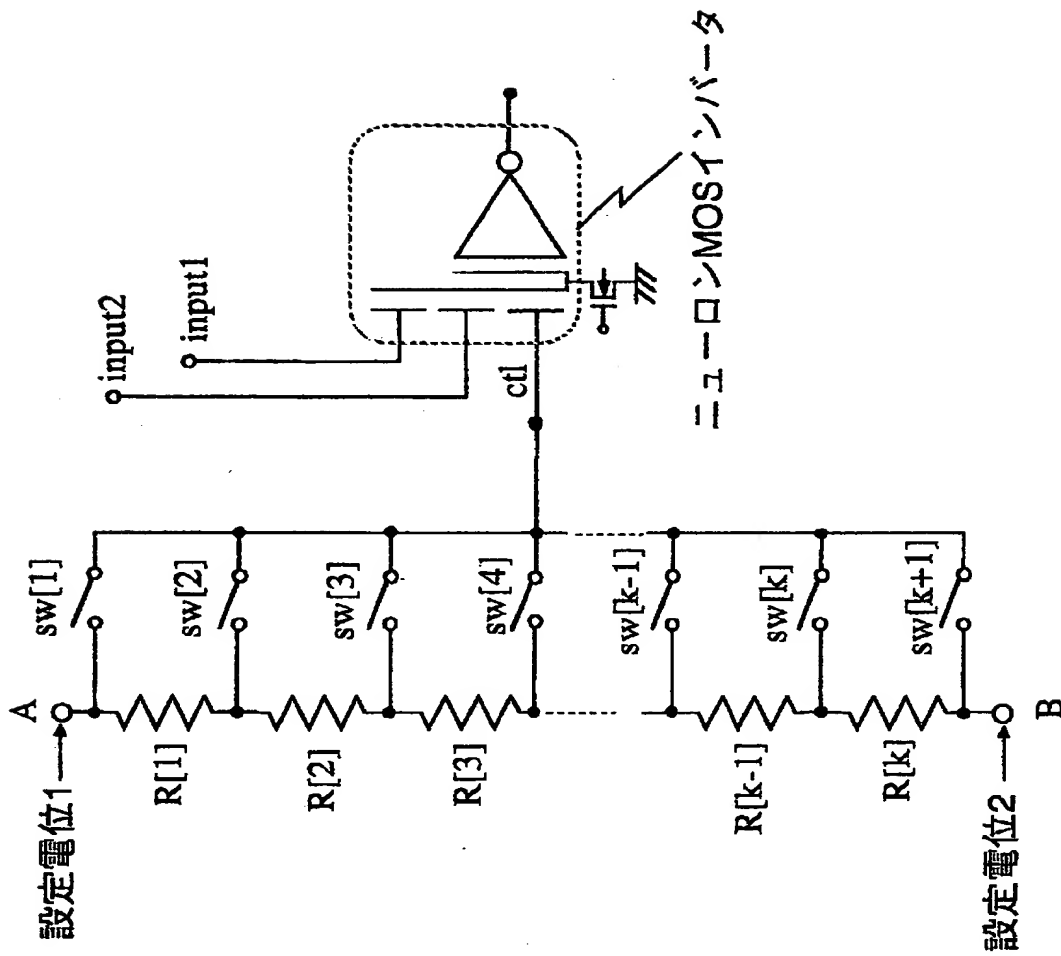 設定電位1
A
R[1]
R[2]
R[3]
R[k-1]
R[k]
設定電位2
B
sw[1]
sw[2]
sw[3]
sw[4]
sw[k-1]
sw[k]
sw[k+1]
input2
input1
ctl
ニューロンMOSインバータ